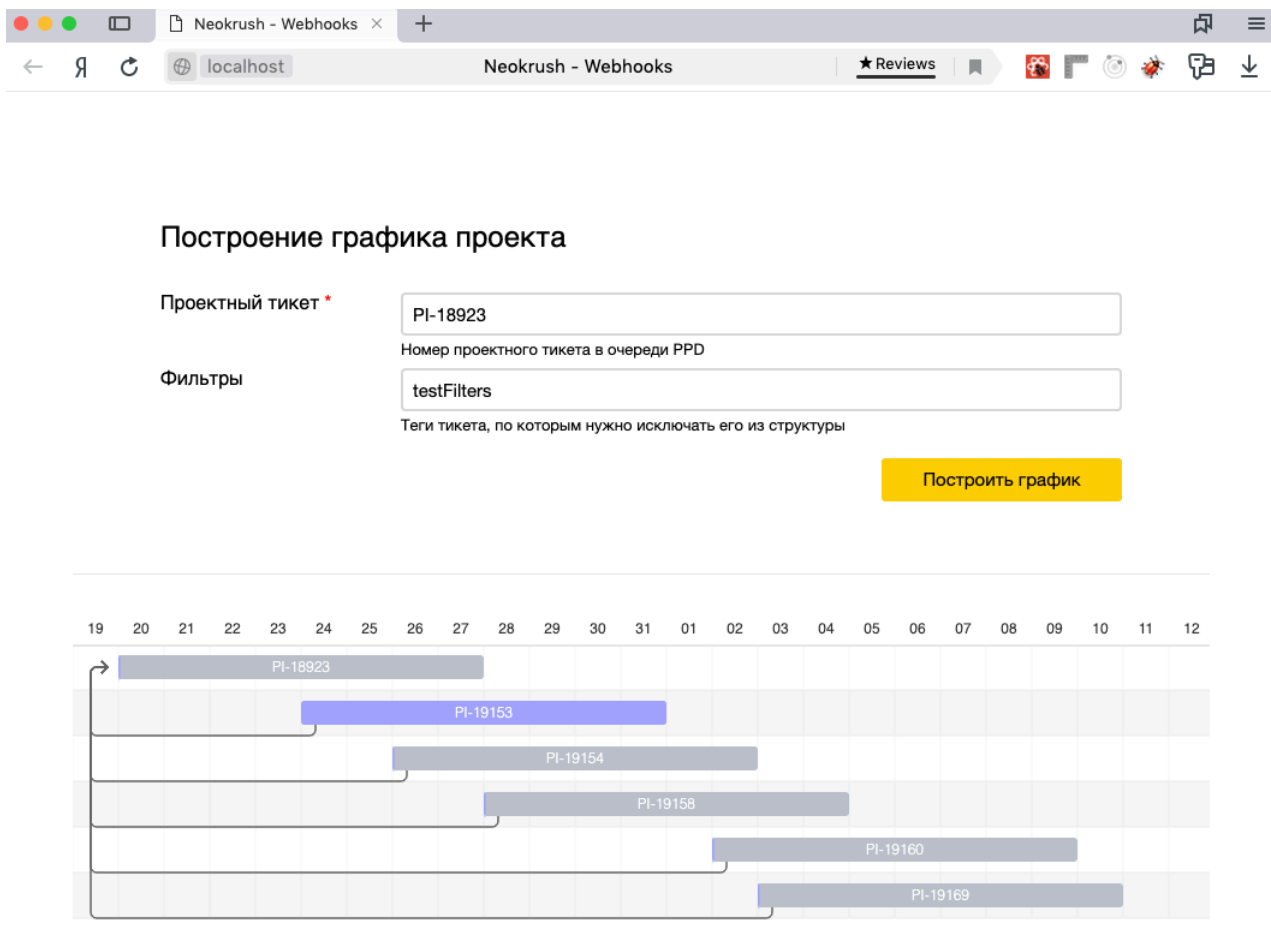 Neokrush - Webhooks
Я localhost Neokrush - Webhooks ★Reviews
Построение графика проекта
Проектный тикет * PI-18923
Номер проектного тикета в очереди PPD
Фильтры testFilters
Теги тикета, по которым нужно исключать его из структуры
Построить график
19 20 21 22 23 24 25 26 27 28 29 30 31 01 02 03 04 05 06 07 08 09 10 11 12
PI-18923
PI-19153
PI-19154
PI-19158
PI-19160
PI-19169